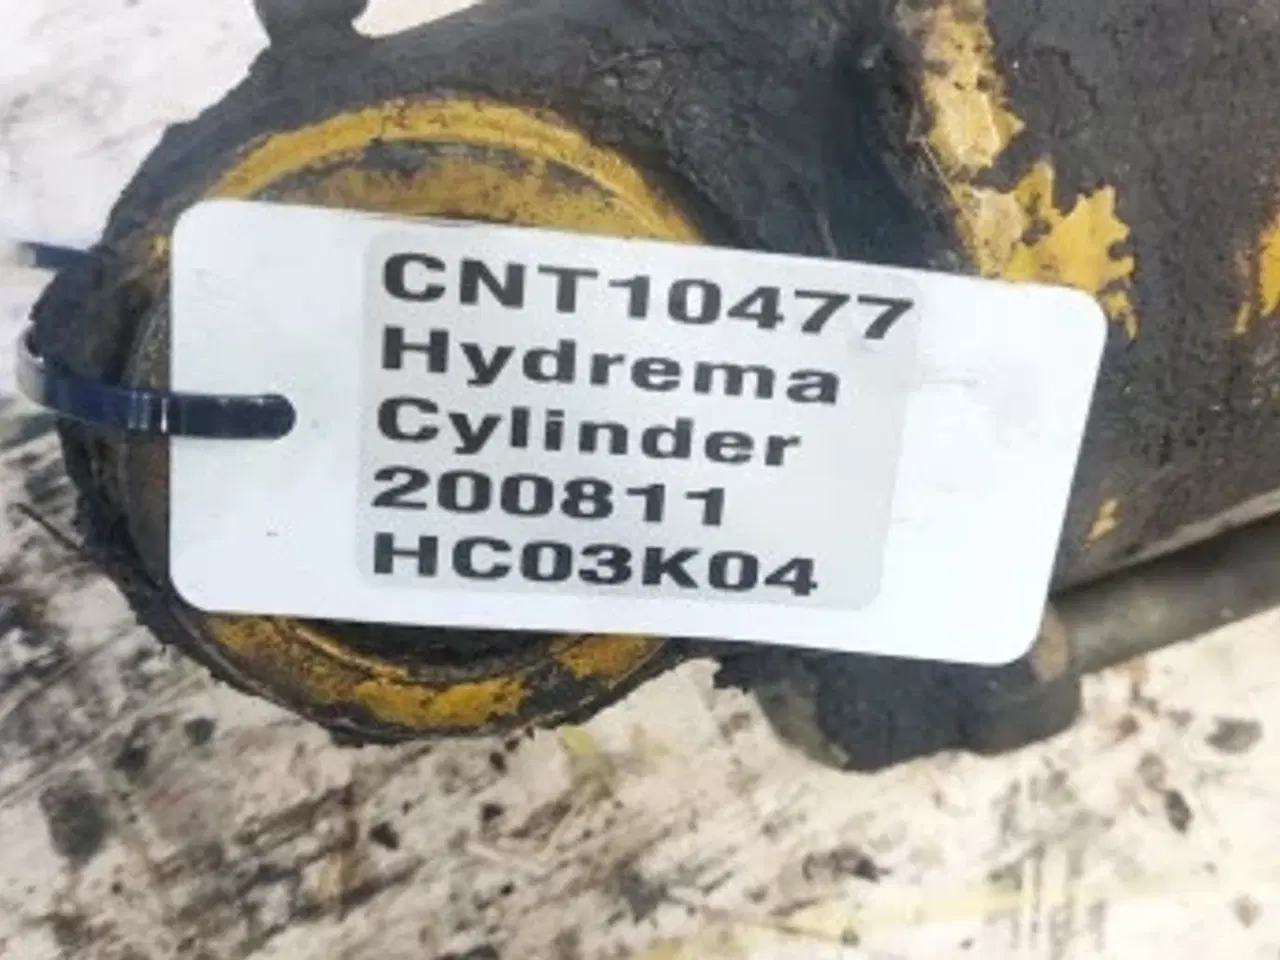 CNT10477
Hydrema
Cylinder
200811
HC03K04